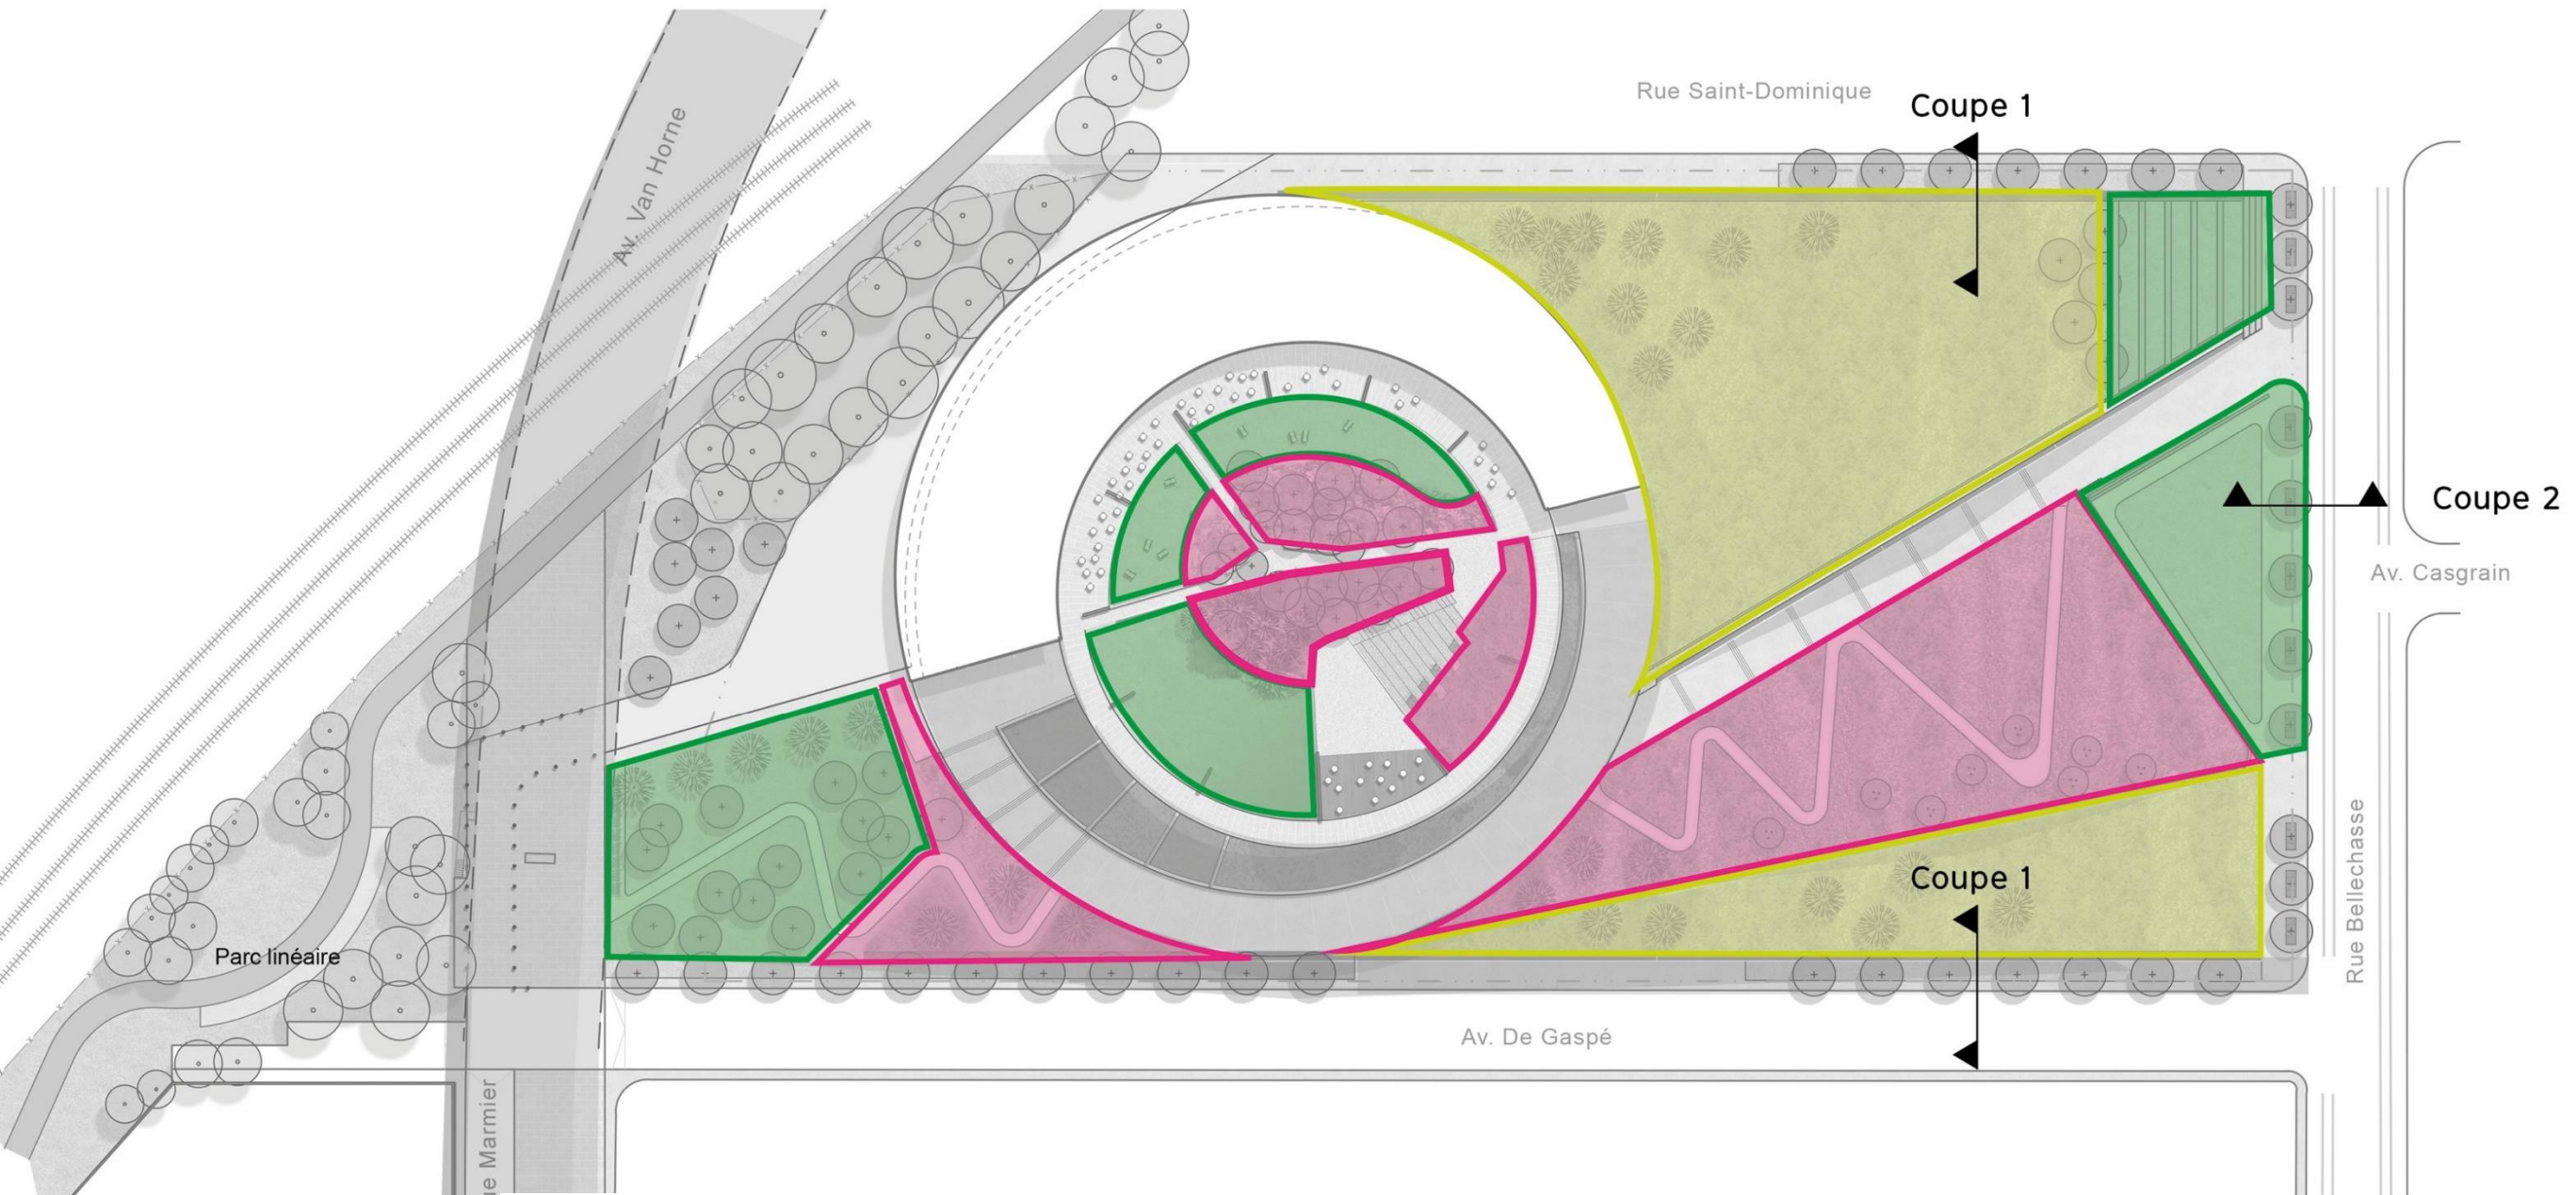 Rue Saint-Dominique
Coupe 1
Av. Van Horne
Coupe 2
Av. Casgrain
Coupe 1
Rue Bellechasse
Parc linéaire
Av. De Gaspé
ue Marmier